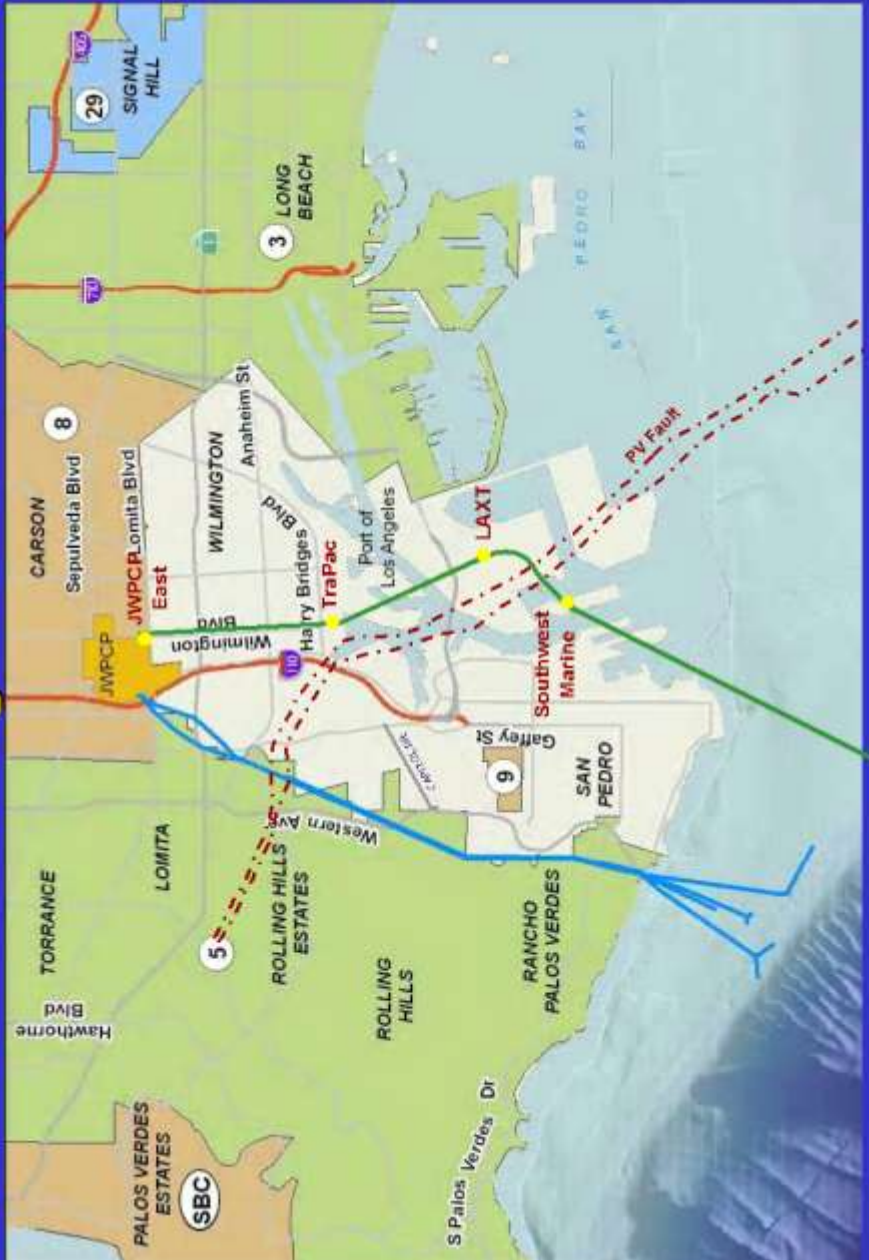 CARSON
8
TORRANCE
Hawthorne
Blvd
Sepulveda Blvd
405
29
710
SIGNAL
HILL
JWPCP
JWPCP
East
Lomita Blvd
PALOS VERDES
ESTATES
SBC
LOMITA
5
WILMINGTON
Wilmington
Blvd
Anaheim St
3
LONG
BEACH
ROLLING HILLS
ESTATES
Western Ave
110
Harry Bridges
Blvd
TraPac
Port of
Los Angeles
ROLLING
HILLS
S Palos Verdes Dr
Gaffey St
9
LAXT
RANCHO
PALOS VERDES
SAN
PEDRO
Southwest
Marine
PV Fault
SAN PEDRO BAY